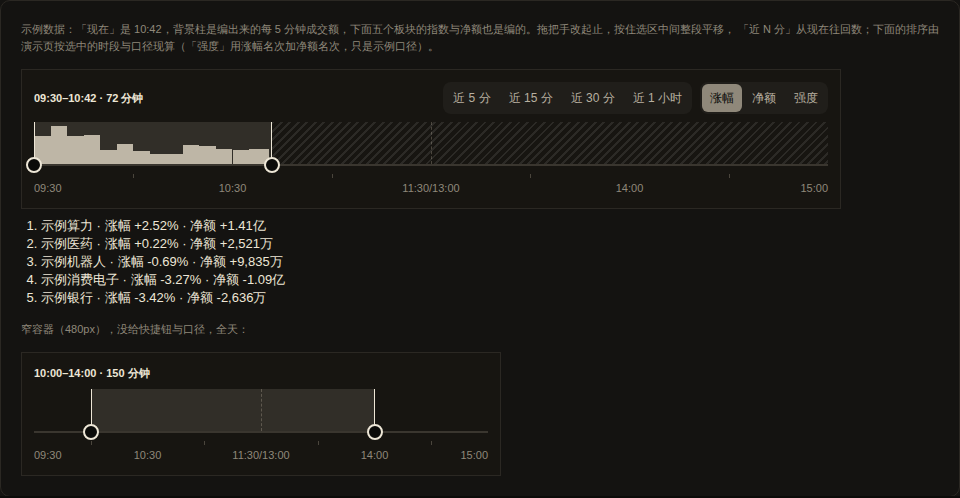 示例数据：「现在」是 10:42，背景柱是编出来的每 5 分钟成交额，下面五个板块的指数与净额也是编的。拖把手改起止，按住选区中间整段平移， 「近 N 分」从现在往回数；下面的排序由
演示页按选中的时段与口径现算（「强度」用涨幅名次加净额名次，只是示例口径）。
09:30–10:42 · 72 分钟
近 5 分 近 15 分 近 30 分 近 1 小时 涨幅 净额 强度
09:30 10:30 11:30/13:00 14:00 15:00
1. 示例算力 · 涨幅 +2.52% · 净额 +1.41亿
2. 示例医药 · 涨幅 +0.22% · 净额 +2,521万
3. 示例机器人 · 涨幅 -0.69% · 净额 +9,835万
4. 示例消费电子 · 涨幅 -3.27% · 净额 -1.09亿
5. 示例银行 · 涨幅 -3.42% · 净额 -2,636万
窄容器（480px），没给快捷钮与口径，全天：
10:00–14:00 · 150 分钟
09:30 10:30 11:30/13:00 14:00 15:00